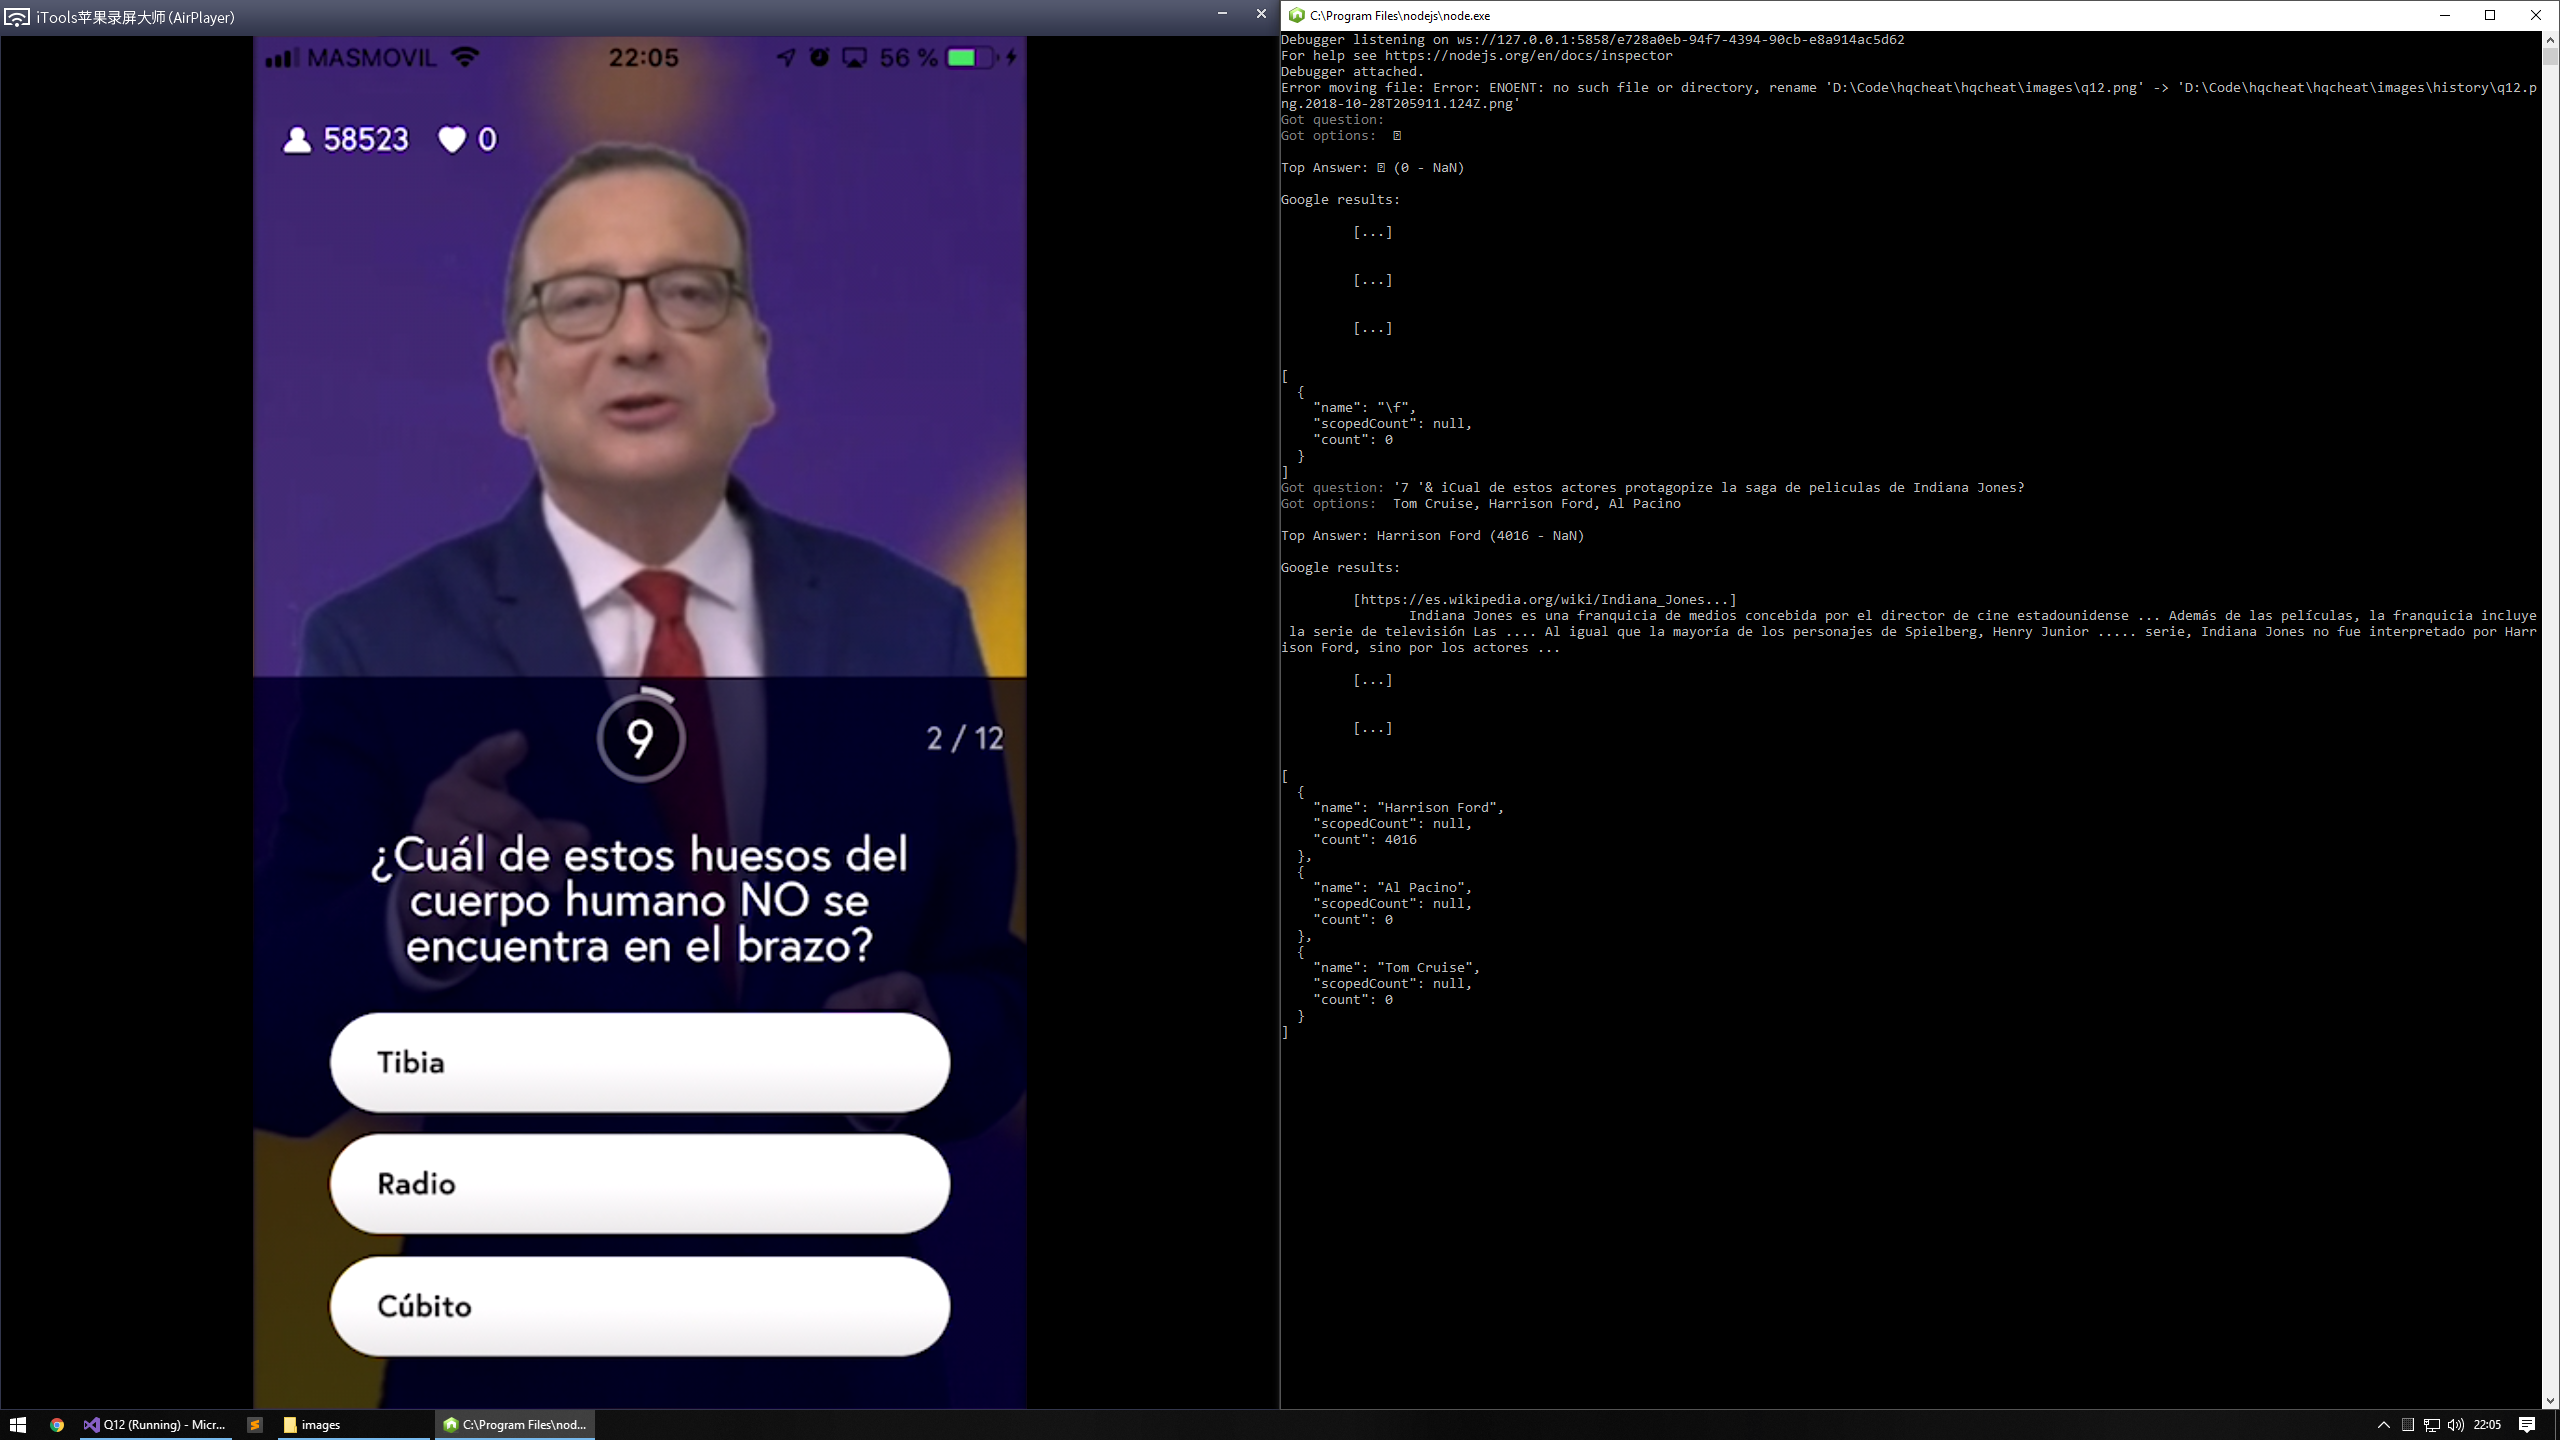 iTools苹果录屏大师(AirPlayer)
MASMOVIL 22:05 56 %
58523 0
9
2 / 12
¿Cuál de estos huesos del
cuerpo humano NO se
encuentra en el brazo?
Tibia
Radio
Cúbito
C:\Program Files\nodejs\node.exe
Debugger listening on ws://127.0.0.1:5858/e728a0eb-94f7-4394-90cb-e8a914ac5d62
For help see https://nodejs.org/en/docs/inspector
Debugger attached.
Error moving file: Error: ENOENT: no such file or directory, rename 'D:\Code\hqcheat\hqcheat\images\q12.png' -> 'D:\Code\hqcheat\hqcheat\images\history\q12.p
ng.2018-10-28T205911.124Z.png'
Got question:
Got options:
Top Answer: (0 - NaN)
Google results:
[...]
[...]
[...]
[
{
"name": "\f",
"scopedCount": null,
"count": 0
}
]
Got question: '7 '& iCual de estos actores protagopize la saga de peliculas de Indiana Jones?
Got options: Tom Cruise, Harrison Ford, Al Pacino
Top Answer: Harrison Ford (4016 - NaN)
Google results:
[https://es.wikipedia.org/wiki/Indiana_Jones...]
Indiana Jones es una franquicia de medios concebida por el director de cine estadounidense ... Además de las películas, la franquicia incluye
la serie de televisión Las .... Al igual que la mayoría de los personajes de Spielberg, Henry Junior ..... serie, Indiana Jones no fue interpretado por Harr
ison Ford, sino por los actores ...
[...]
[...]
[
{
"name": "Harrison Ford",
"scopedCount": null,
"count": 4016
},
{
"name": "Al Pacino",
"scopedCount": null,
"count": 0
},
{
"name": "Tom Cruise",
"scopedCount": null,
"count": 0
}
]
Q12 (Running) - Micr...
images
C:\Program Files\nod...
22:05